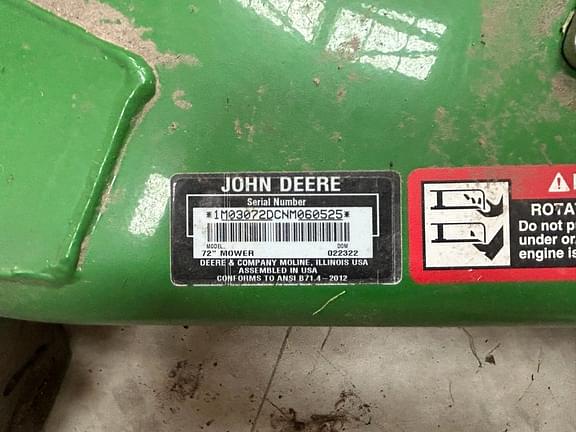 JOHN DEERE
Serial Number
*1M03072DCNM060525*
MODEL DOM
72" MOWER 022322
DEERE & COMPANY MOLINE, ILLINOIS USA
ASSEMBLED IN USA
CONFORMS TO ANSI B71.4-2012
ROTA
Do not p
under or
engine is